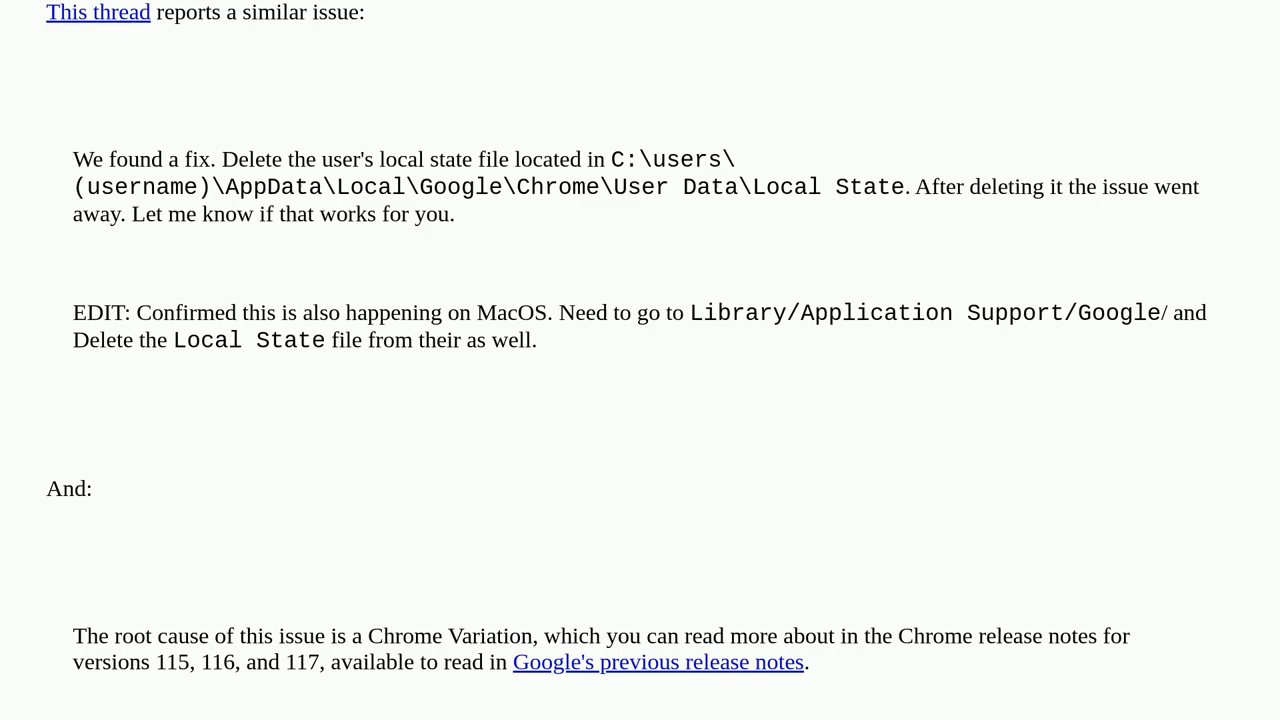 This thread reports a similar issue:
We found a fix. Delete the user's local state file located in C:\users\
(username)\AppData\Local\Google\Chrome\User Data\Local State. After deleting it the issue went
away. Let me know if that works for you.
EDIT: Confirmed this is also happening on MacOS. Need to go to Library/Application Support/Google/ and
Delete the Local State file from their as well.
And:
The root cause of this issue is a Chrome Variation, which you can read more about in the Chrome release notes for
versions 115, 116, and 117, available to read in Google's previous release notes.